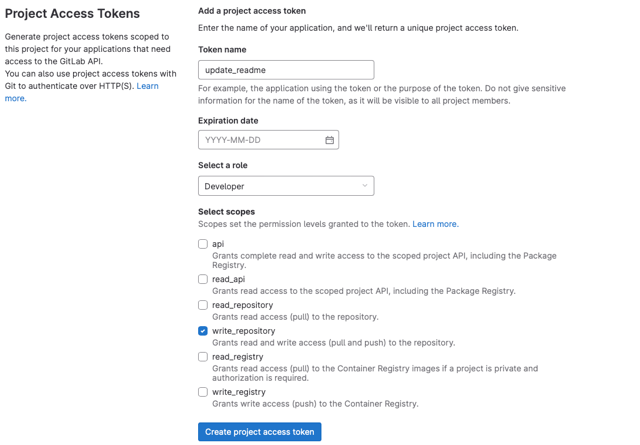 Project Access Tokens
Generate project access tokens scoped to
this project for your applications that need
access to the GitLab API.
You can also use project access tokens with
Git to authenticate over HTTP(S). Learn
more.
Add a project access token
Enter the name of your application, and we'll return a unique project access token.
Token name
update_readme
For example, the application using the token or the purpose of the token. Do not give sensitive
information for the name of the token, as it will be visible to all project members.
Expiration date
YYYY-MM-DD
Select a role
Developer
Select scopes
Scopes set the permission levels granted to the token. Learn more.
api
Grants complete read and write access to the scoped project API, including the Package
Registry.
read_api
Grants read access to the scoped project API, including the Package Registry.
read_repository
Grants read access (pull) to the repository.
write_repository
Grants read and write access (pull and push) to the repository.
read_registry
Grants read access (pull) to the Container Registry images if a project is private and
authorization is required.
write_registry
Grants write access (push) to the Container Registry.
Create project access token